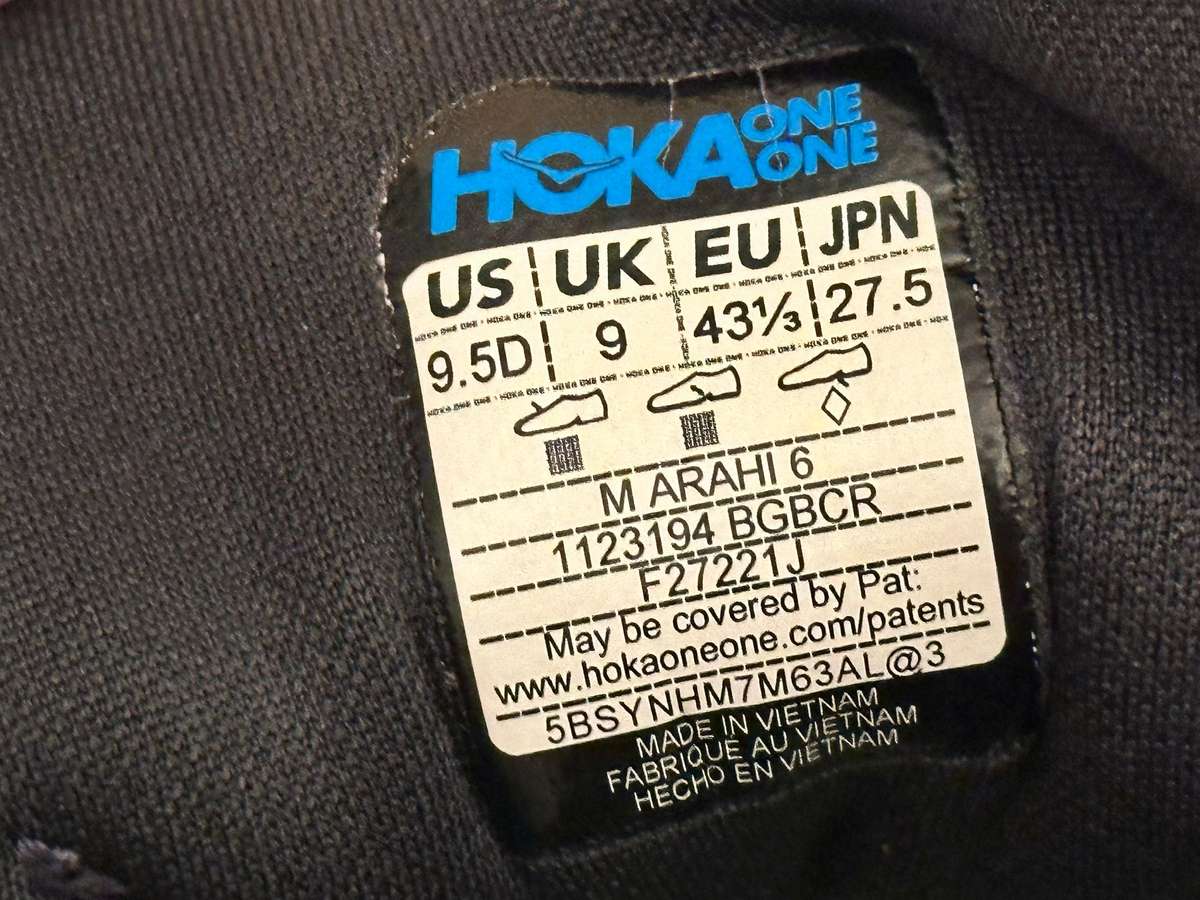 HOKA ONE ONE
US UK EU JPN
9.5D 9 43⅓ 27.5
M ARAHI 6
1123194 BGBCR
F27221J
May be covered by Pat:
www.hokaoneone.com/patents
5BSYNHM7M63AL@3
MADE IN VIETNAM
FABRIQUE AU VIETNAM
HECHO EN VIETNAM